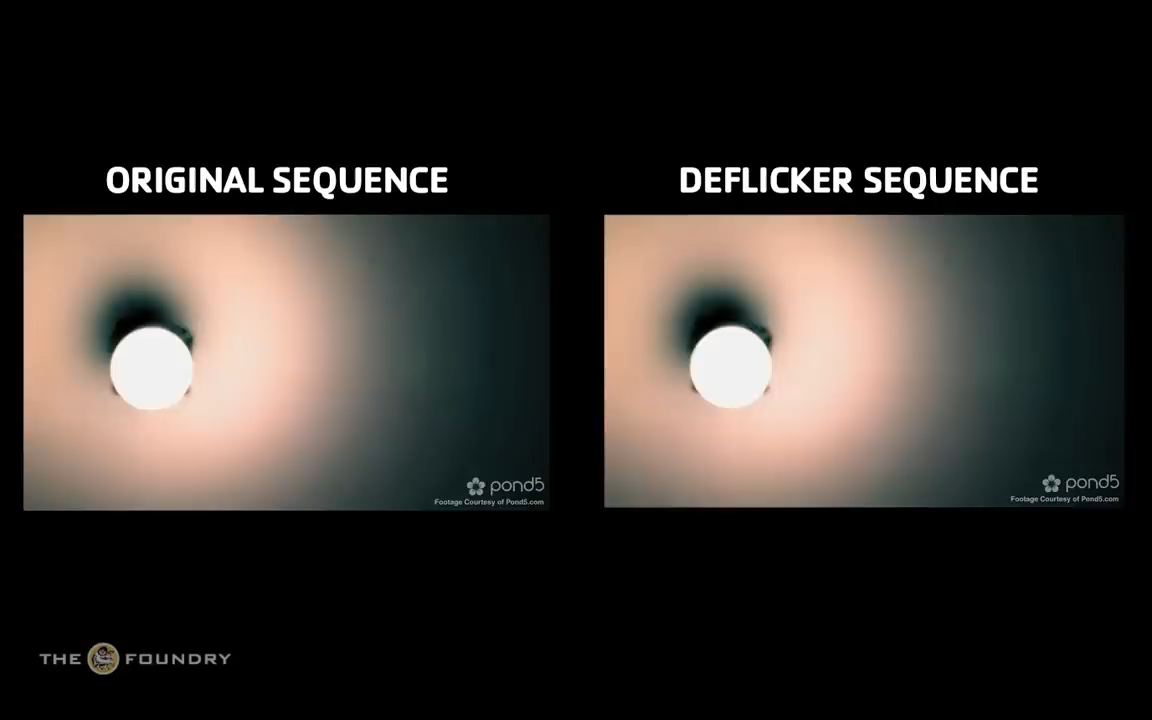 ORIGINAL SEQUENCE
DEFLICKER SEQUENCE
pond5
Footage Courtesy of Pond5.com
pond5
Footage Courtesy of Pond5.com
THE FOUNDRY